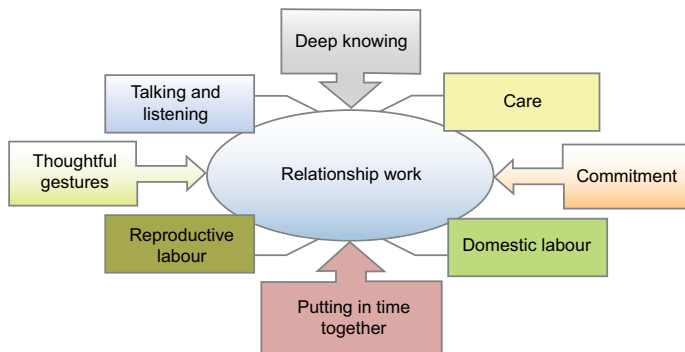 Deep knowing
Talking and
listening
Care
Thoughtful
gestures
Relationship work
Commitment
Reproductive
labour
Domestic labour
Putting in time
together